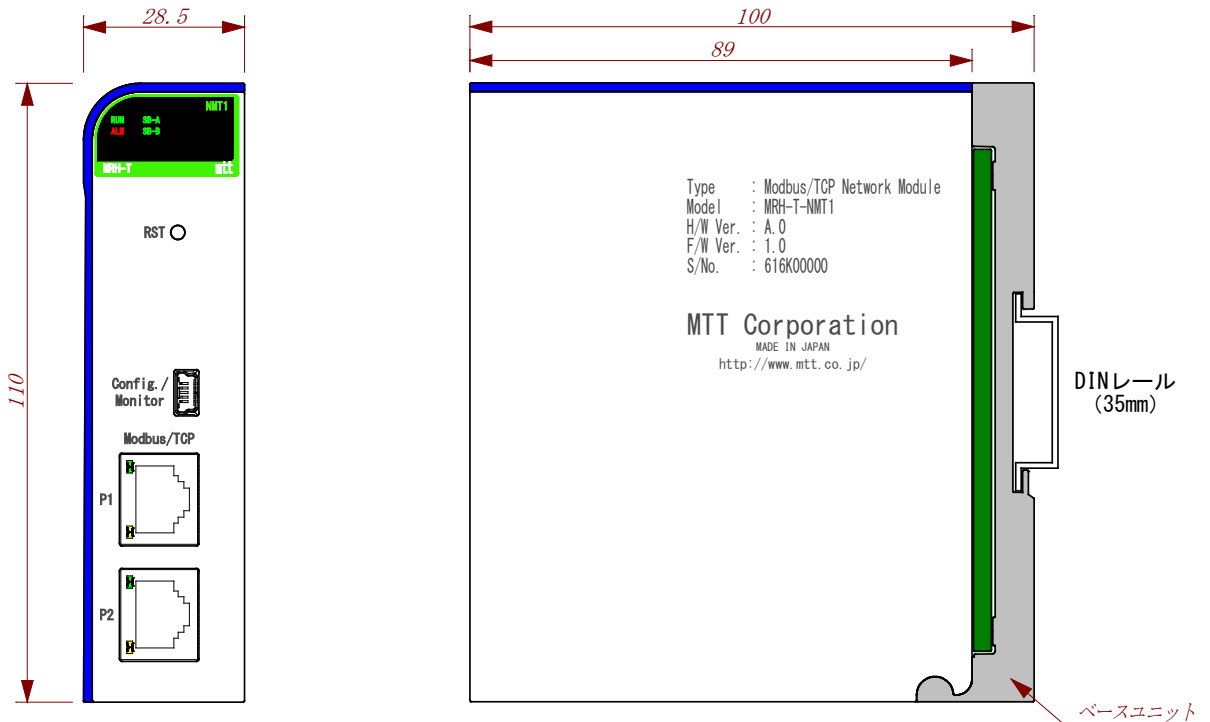 28.5
110
NMT1
RUN SB-A
ALM SB-B
MRH-T mtt
RST
Config./
Monitor
Modbus/TCP
P1
P2
100
89
Type : Modbus/TCP Network Module
Model : MRH-T-NMT1
H/W Ver. : A.0
F/W Ver. : 1.0
S/No. : 616K00000
MTT Corporation
MADE IN JAPAN
http://www.mtt.co.jp/
DINレール
(35mm)
ベースユニット